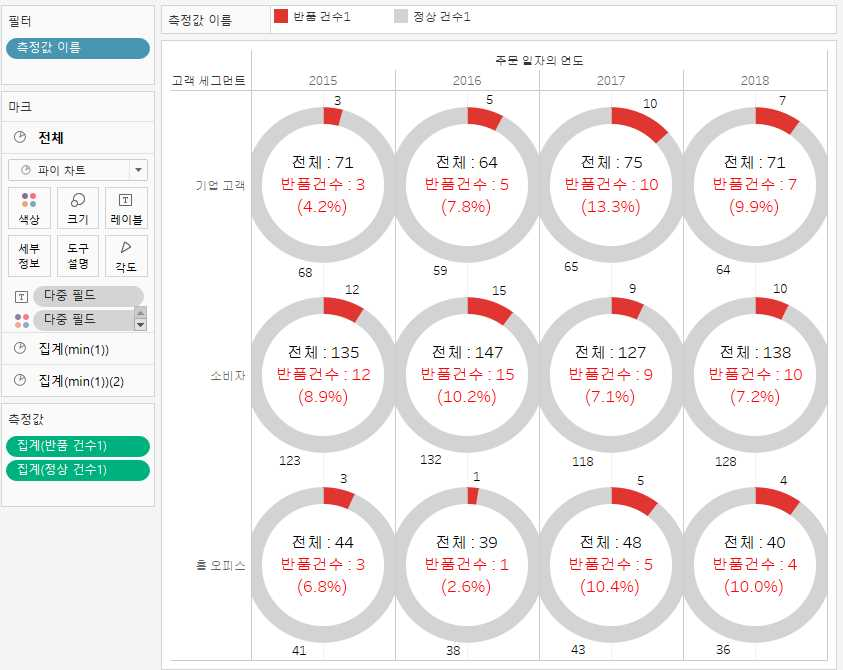 필터
측정값 이름
마크
전체
파이 차트
색상
크기
레이블
세부
정보
도구
설명
각도
다중 필드
다중 필드
집계(min(1))
집계(min(1))(2)
측정값
집계(반품 건수1)
집계(정상 건수1)
측정값 이름
반품 건수1
정상 건수1
주문 일자의 연도
고객 세그먼트
2015
2016
2017
2018
기업 고객
3
전체 : 71
반품건수 : 3
(4.2%)
68
5
전체 : 64
반품건수 : 5
(7.8%)
59
10
전체 : 75
반품건수 : 10
(13.3%)
65
7
전체 : 71
반품건수 : 7
(9.9%)
64
소비자
12
전체 : 135
반품건수 : 12
(8.9%)
123
15
전체 : 147
반품건수 : 15
(10.2%)
132
9
전체 : 127
반품건수 : 9
(7.1%)
118
10
전체 : 138
반품건수 : 10
(7.2%)
128
홈 오피스
3
전체 : 44
반품건수 : 3
(6.8%)
41
1
전체 : 39
반품건수 : 1
(2.6%)
38
5
전체 : 48
반품건수 : 5
(10.4%)
43
4
전체 : 40
반품건수 : 4
(10.0%)
36